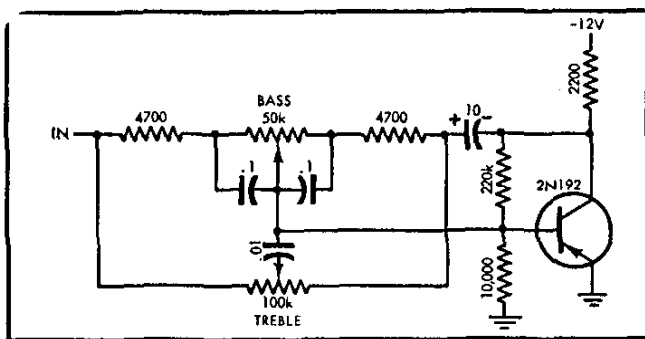 -12V
2200
BASS
4700
50k
4700
+ 10 -
IN
.1
.1
220k
2N192
.01
10,000
100k
TREBLE